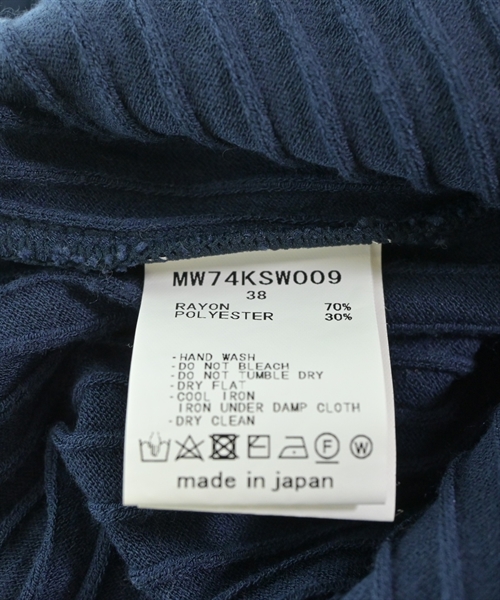 MW74KSW009
38
RAYON 70%
POLYESTER 30%
-HAND WASH
-DO NOT BLEACH
-DO NOT TUMBLE DRY
-DRY FLAT
-COOL IRON
IRON UNDER DAMP CLOTH
-DRY CLEAN
F W
made in japan